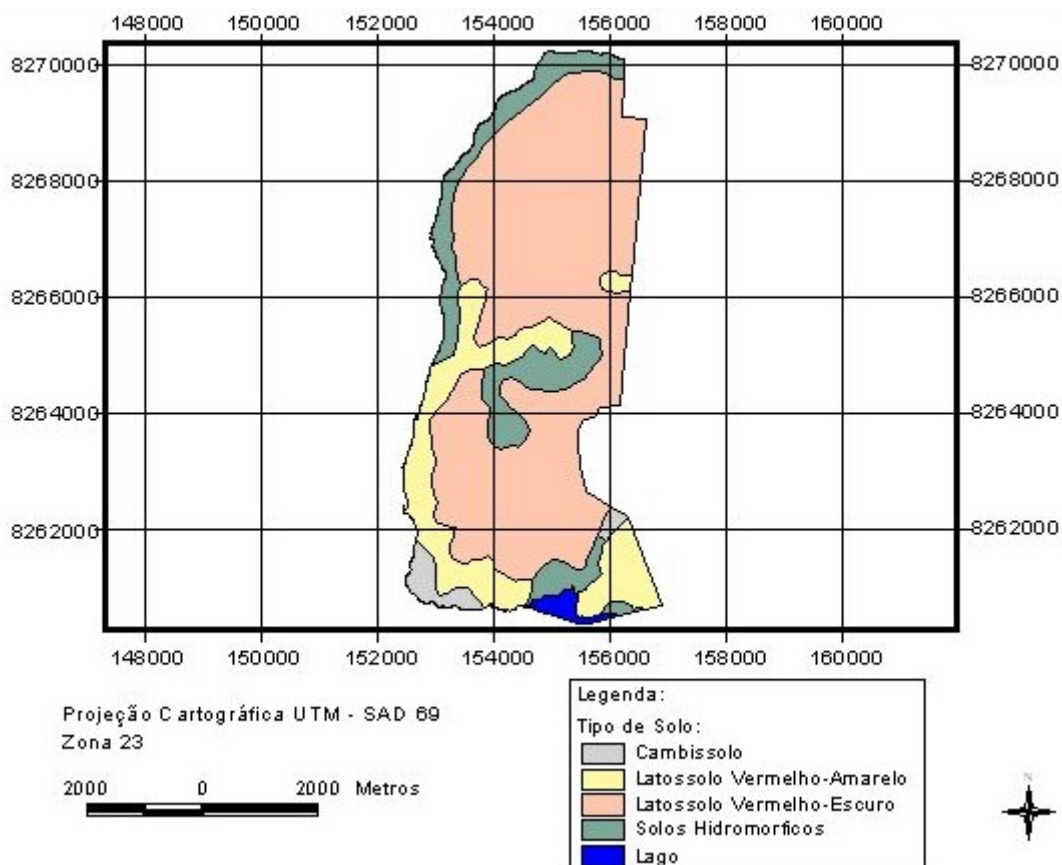 148000 150000 152000 154000 156000 158000 160000
8270000 8270000
8268000 8268000
8266000 8266000
8264000 8264000
8262000 8262000
148000 150000 152000 154000 156000 158000 160000
Projeção Cartográfica UTM - SAD 69
Zona 23
2000 0 2000 Metros
Legenda:
Tipo de Solo:
Cambissolo
Latossolo Vermelho-Amarelo
Latossolo Vermelho-Escuro
Solos Hidromorficos
Lago
N